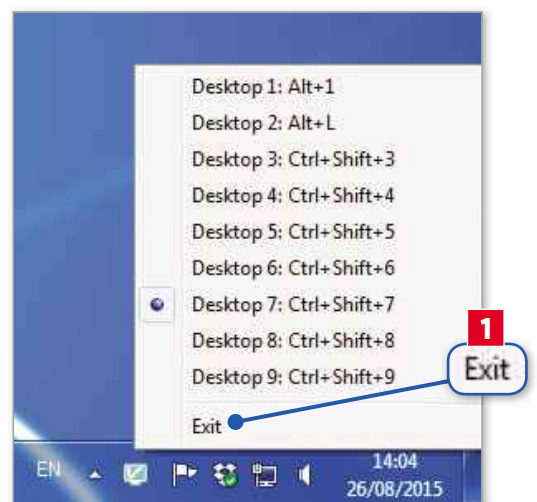 Desktop 1: Alt+1
Desktop 2: Alt+L
Desktop 3: Ctrl+Shift+3
Desktop 4: Ctrl+Shift+4
Desktop 5: Ctrl+Shift+5
Desktop 6: Ctrl+Shift+6
Desktop 7: Ctrl+Shift+7
Desktop 8: Ctrl+Shift+8
Desktop 9: Ctrl+Shift+9
1
Exit
Exit
EN
14:04
26/08/2015